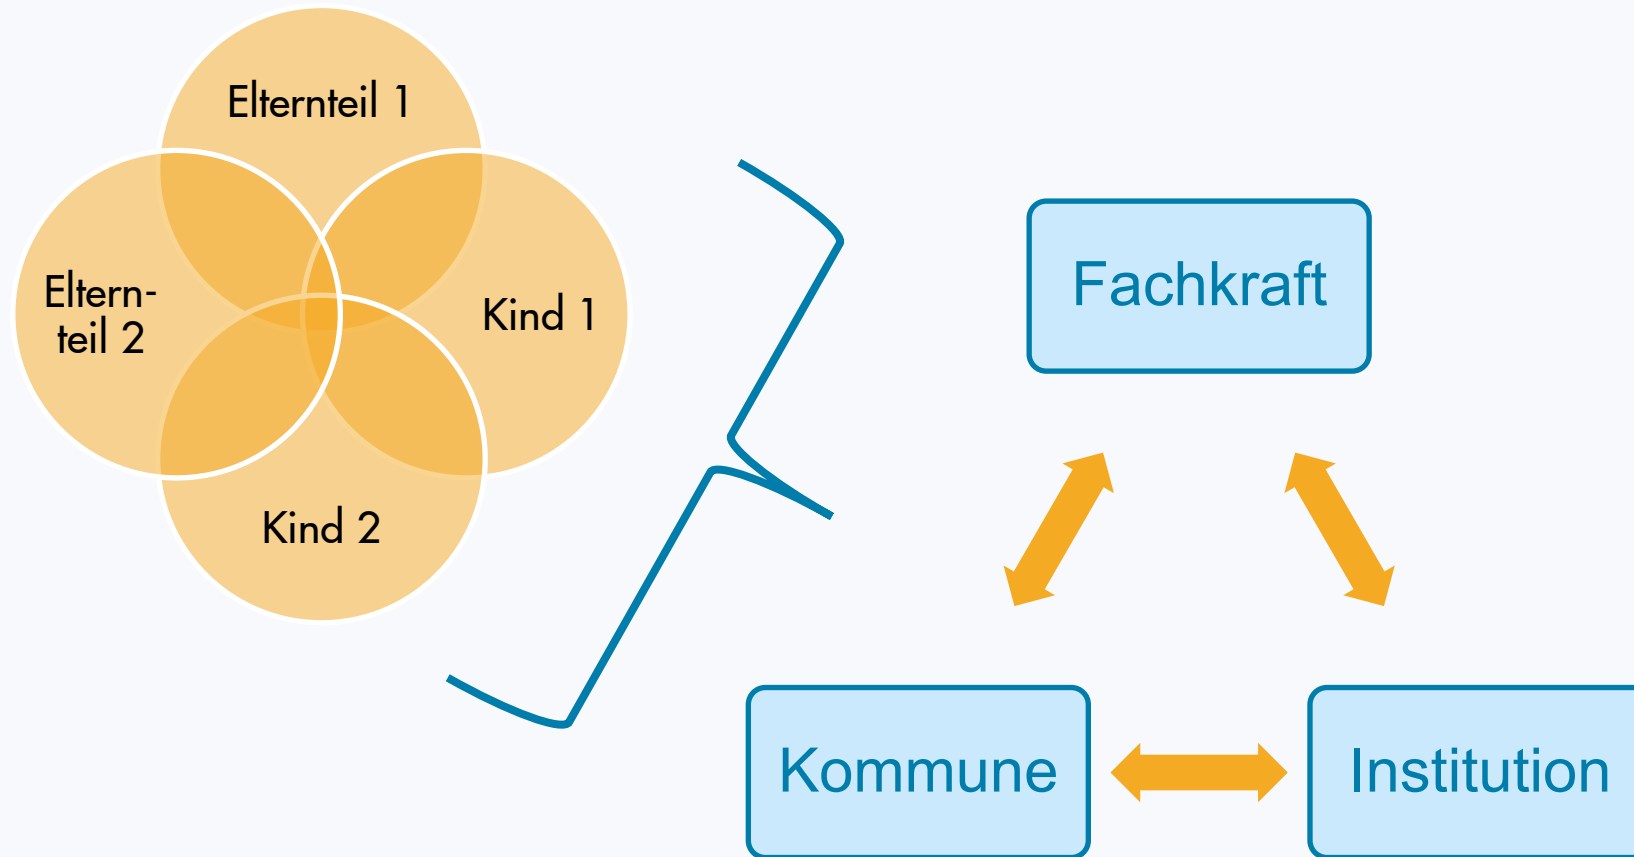 Elternteil 1
Eltern-
teil 2
Kind 1
Kind 2
Fachkraft
Kommune
Institution